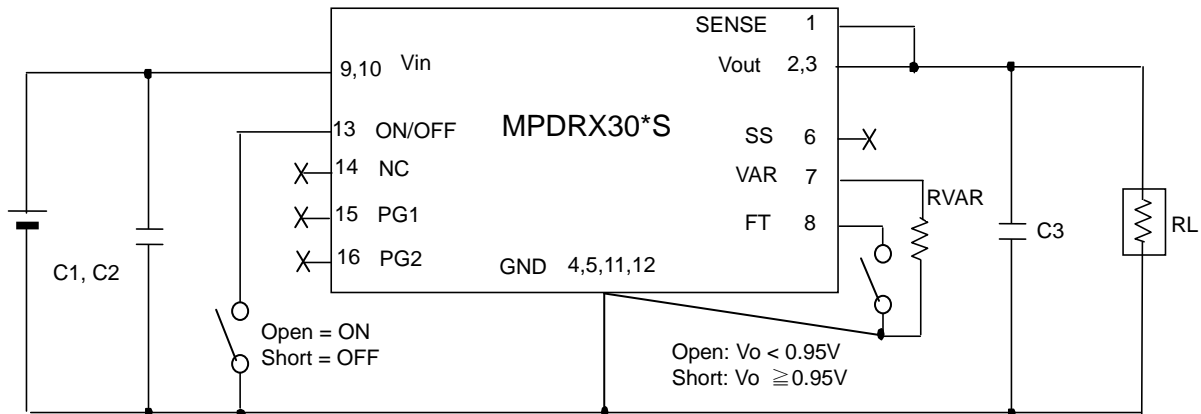 SENSE 1
9,10 Vin
Vout 2,3
13 ON/OFF
MPDRX30*S
SS 6
14 NC
VAR 7
RVAR
15 PG1
FT 8
C3
RL
16 PG2
GND 4,5,11,12
C1, C2
Open = ON
Short = OFF
Open: Vo < 0.95V
Short: Vo ≧0.95V